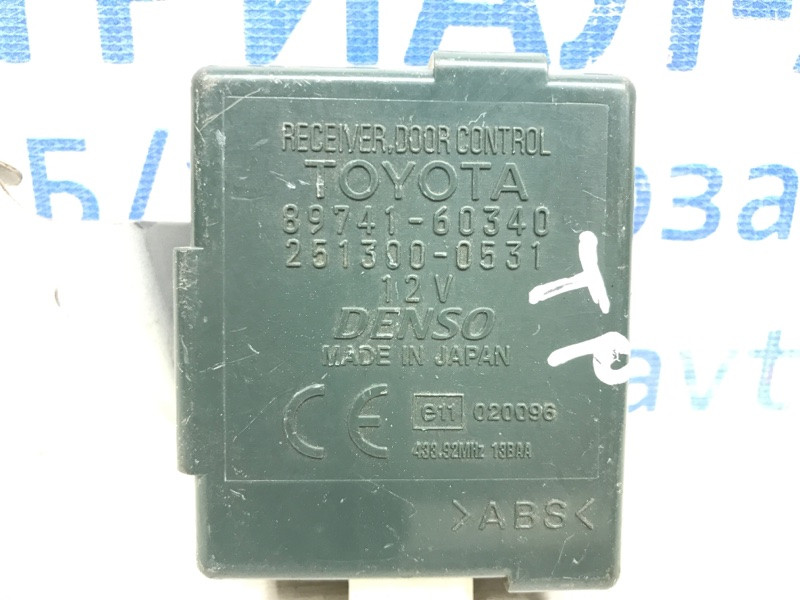 RECEIVER,DOOR CONTROL
TOYOTA
89741-60340
251300-0531
12V
DENSO
MADE IN JAPAN
CE e11 020096
433.92MHz 13BAA
>ABS<